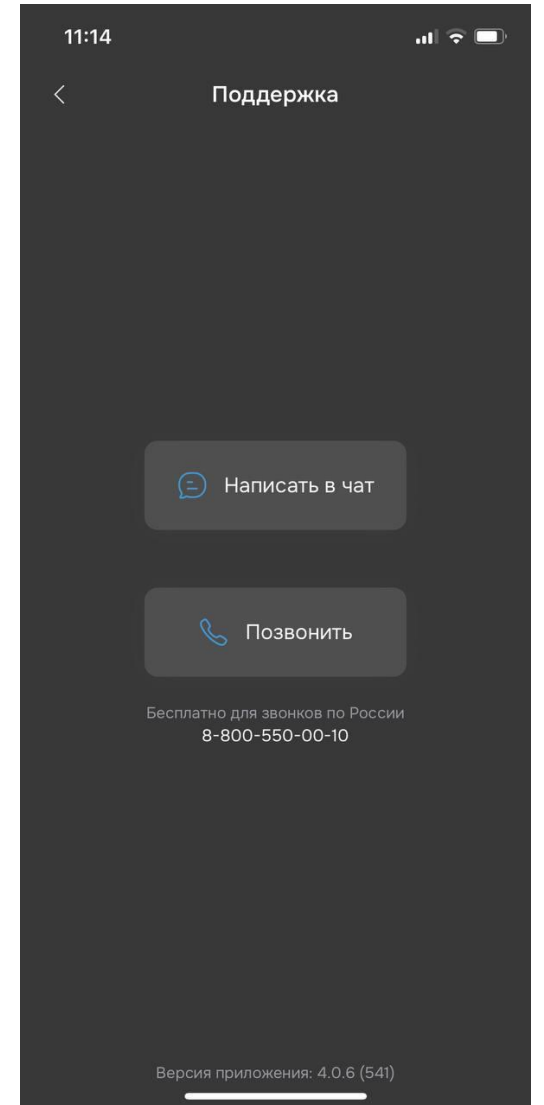 11:14
Поддержка
Написать в чат
Позвонить
Бесплатно для звонков по России
8-800-550-00-10
Версия приложения: 4.0.6 (541)